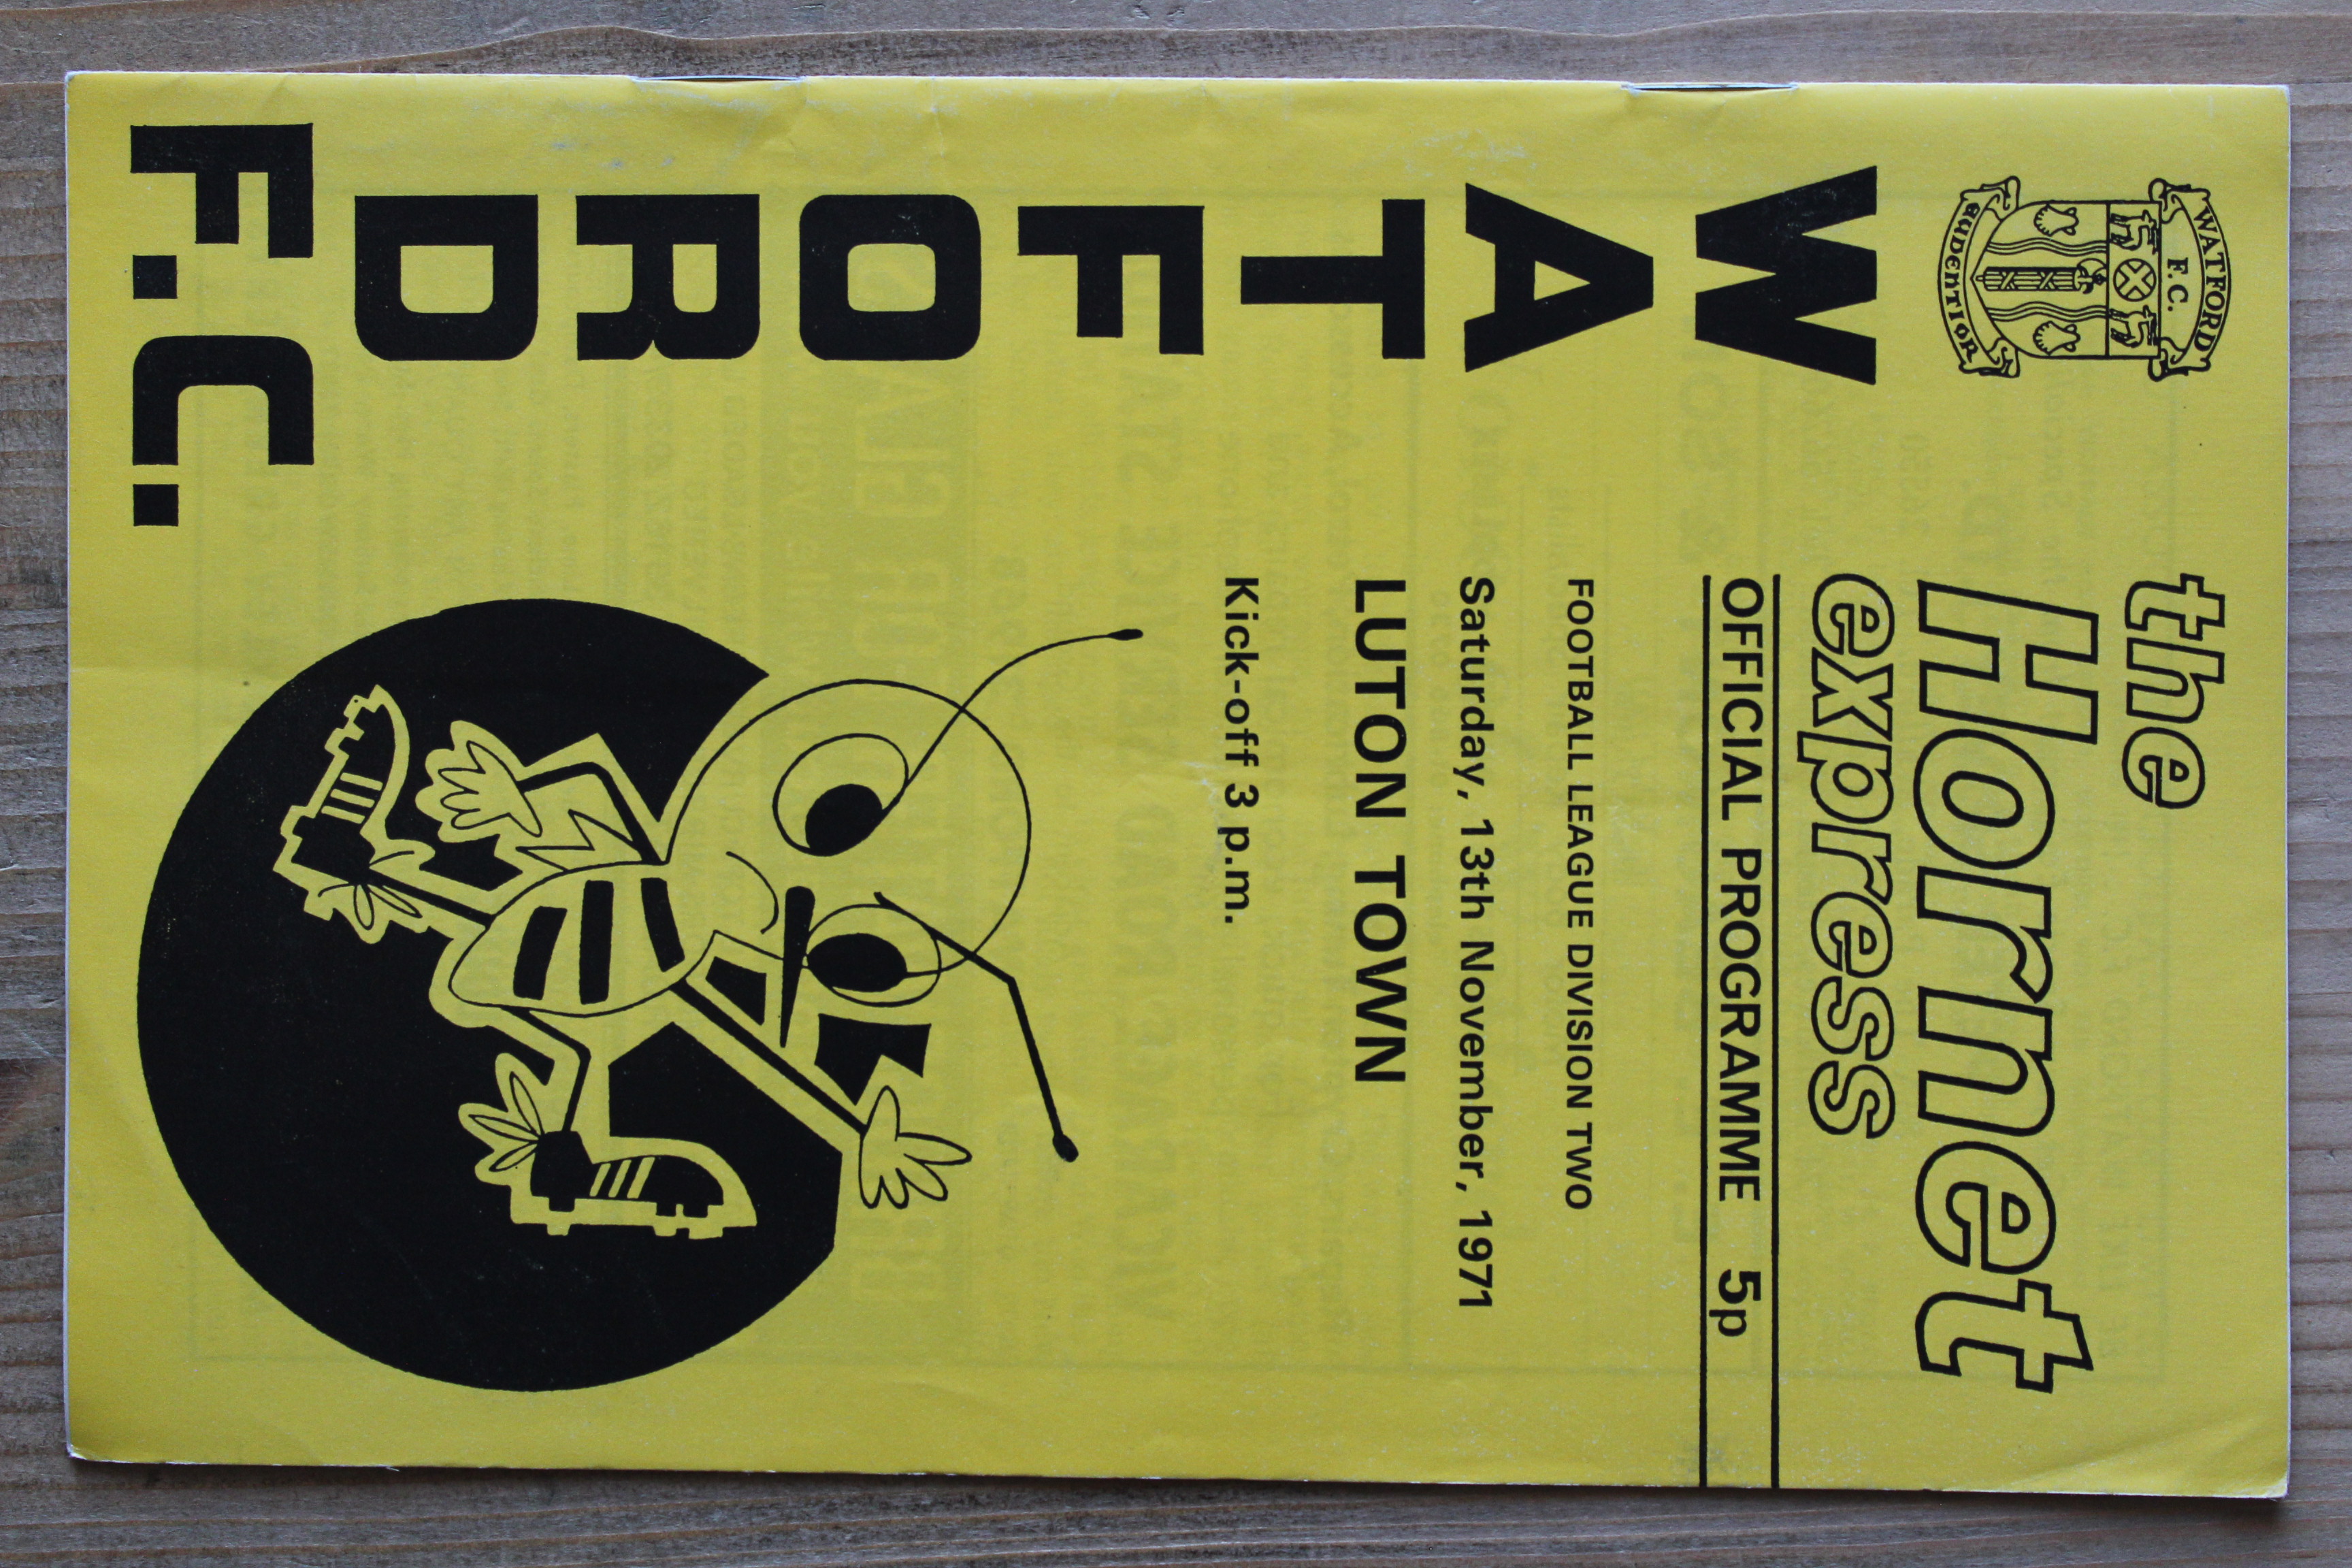 WATFORD
F.C.
AUDENTIOR
WATFORD
F.C.
the
Hornet
express
OFFICIAL PROGRAMME 5p
FOOTBALL LEAGUE DIVISION TWO
Saturday, 13th November, 1971
LUTON TOWN
Kick-off 3 p.m.